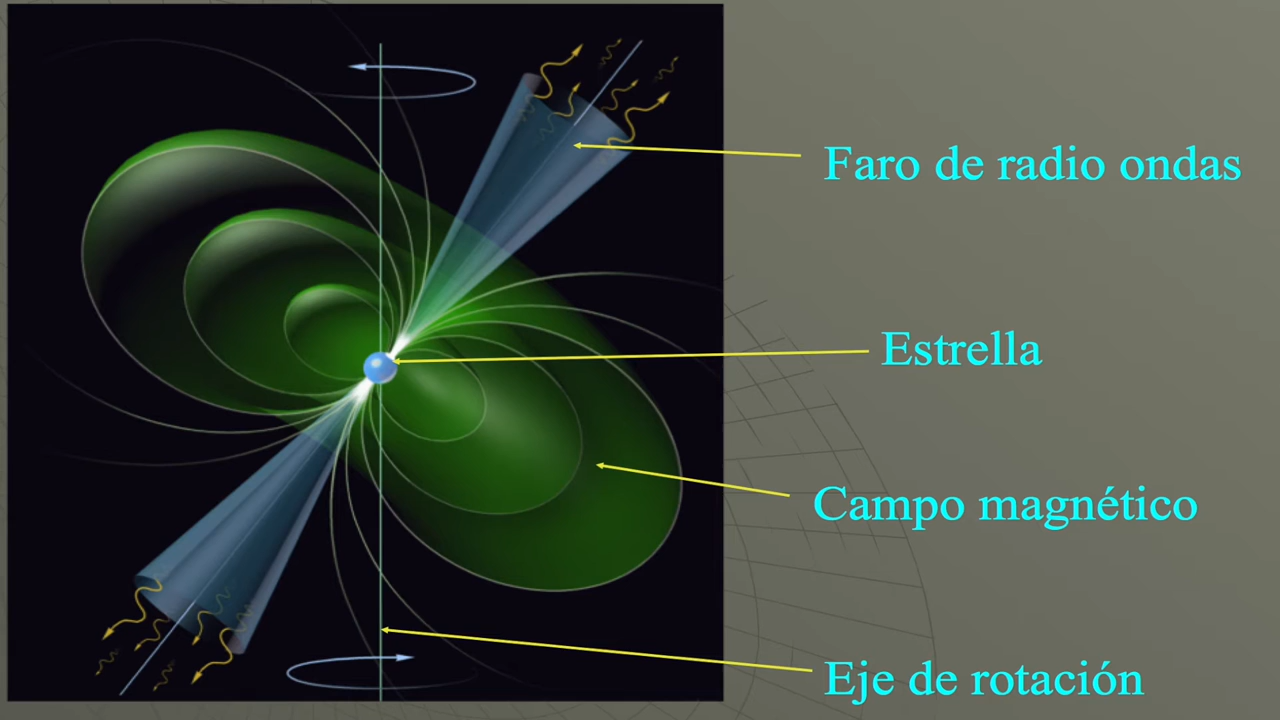 Faro de radio ondas
Estrella
Campo magnético
Eje de rotación